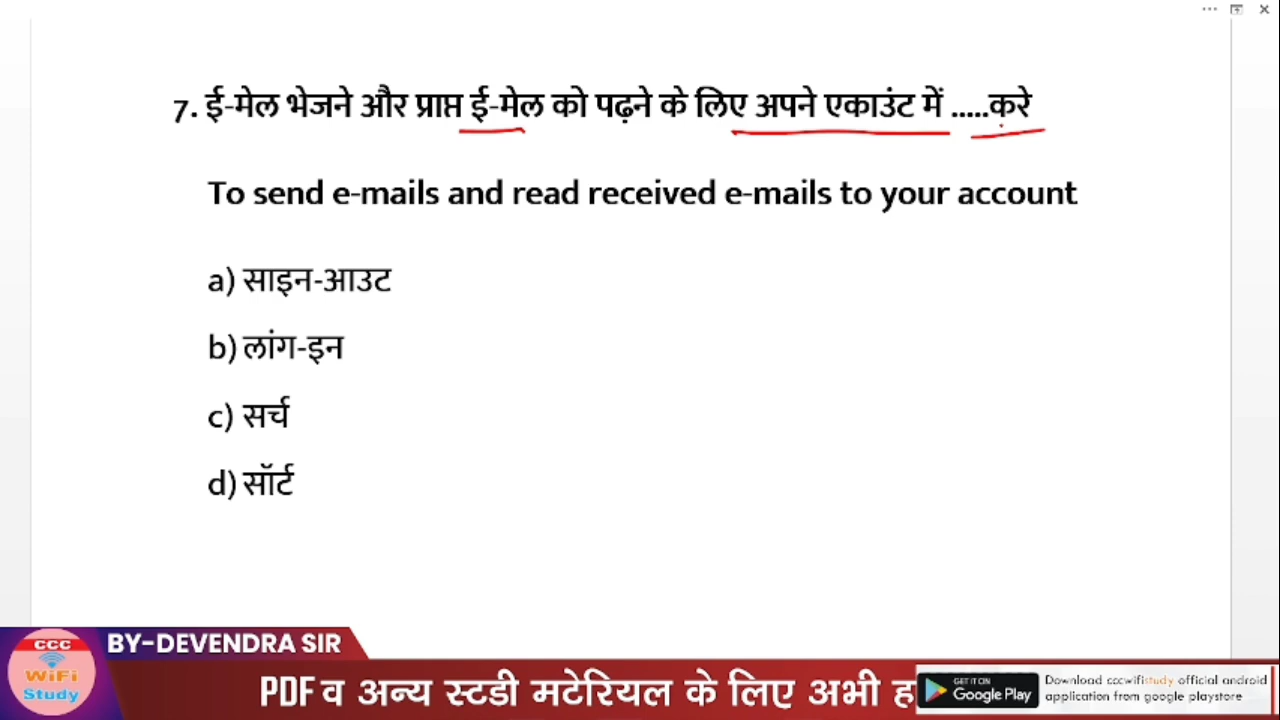 7. ई-मेल भेजने और प्राप्त ई-मेल को पढ़ने के लिए अपने एकाउंट में .....करे
To send e-mails and read received e-mails to your account
a) साइन-आउट
b) लांग-इन
c) सर्च
d) सॉर्ट
BY-DEVENDRA SIR
CCC
WiFi
Study
PDF व अन्य स्टडी मटेरियल के लिए अभी ह
GET IT ON
Google Play
Download cccwifistudy official android
application from google playstore